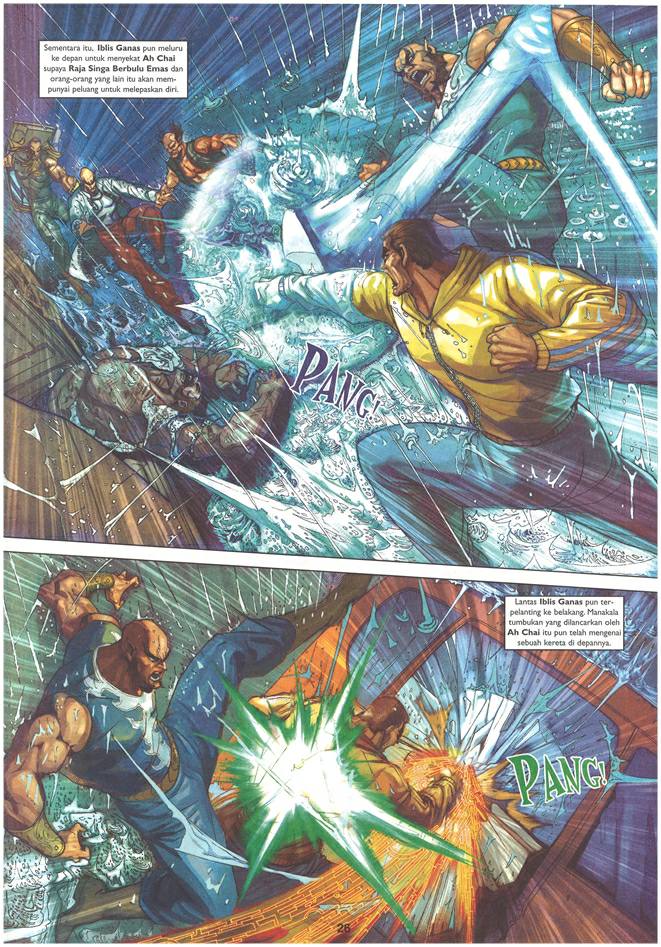 Sementara itu, Iblis Ganas pun meluru
ke depan untuk menyekat Ah Chai
supaya Raja Singa Berbulu Emas dan
orang-orang yang lain itu akan mem-
punyai peluang untuk melepaskan diri.
PANG!
Lantas Iblis Ganas pun ter-
pelanting ke belakang. Manakala
tumbukan yang dilancarkan oleh
Ah Chai itu pun telah mengenai
sebuah kereta di depannya.
PANG!
26